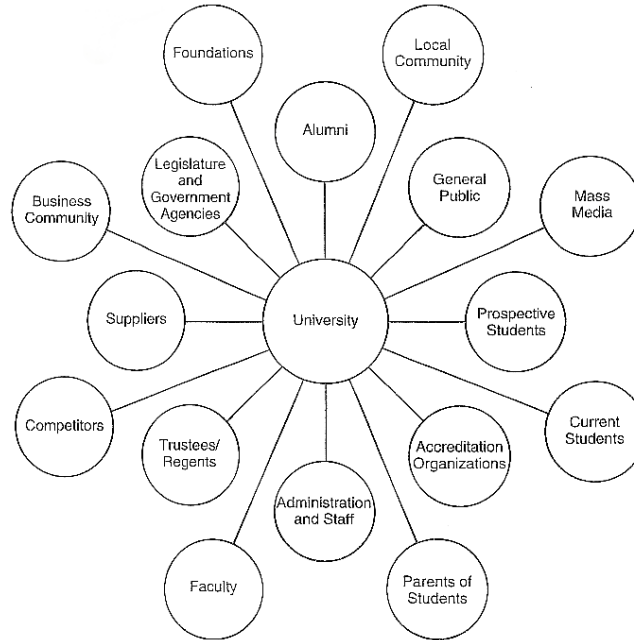 Foundations
Local
Community
Alumni
Legislature
and
Government
Agencies
General
Public
Business
Community
Mass
Media
Suppliers
University
Prospective
Students
Competitors
Trustees/
Regents
Accreditation
Organizations
Current
Students
Administration
and Staff
Faculty
Parents of
Students